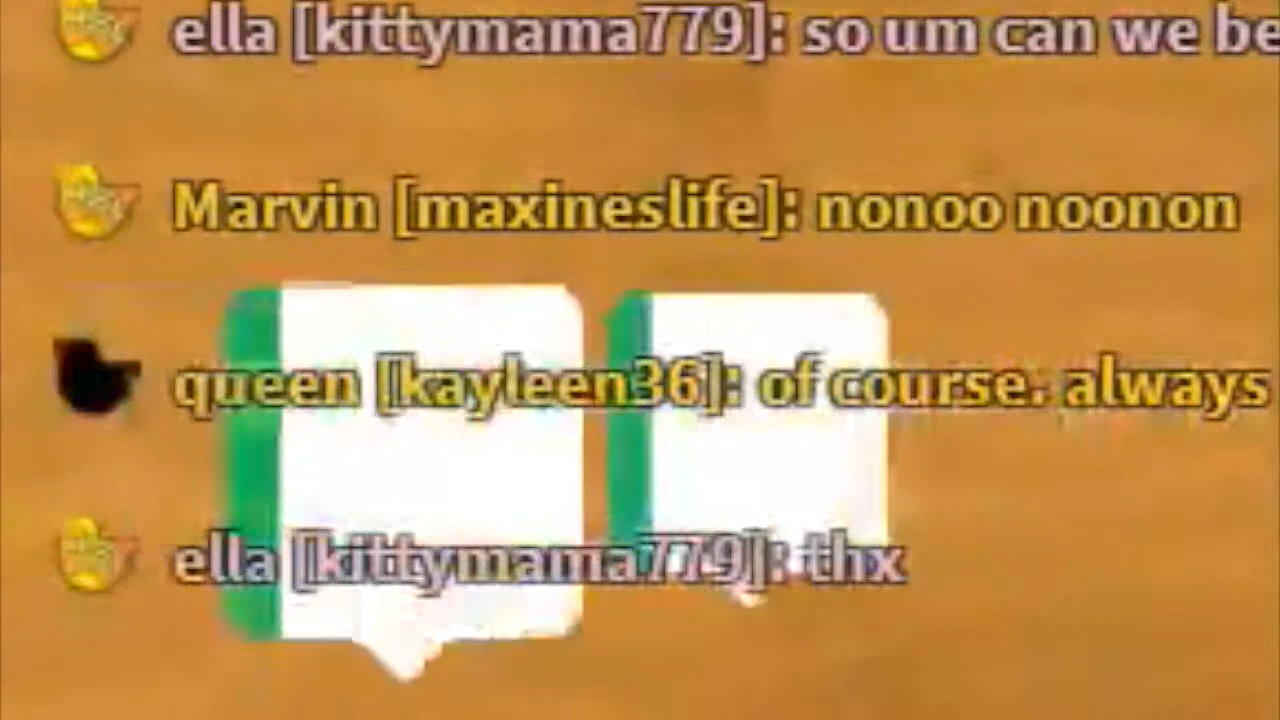 ella [kittymama779]: so um can we be
Marvin [maxineslife]: nonoo noonon
queen [kayleen36]: of course. always
ella [kittymama779]: thx